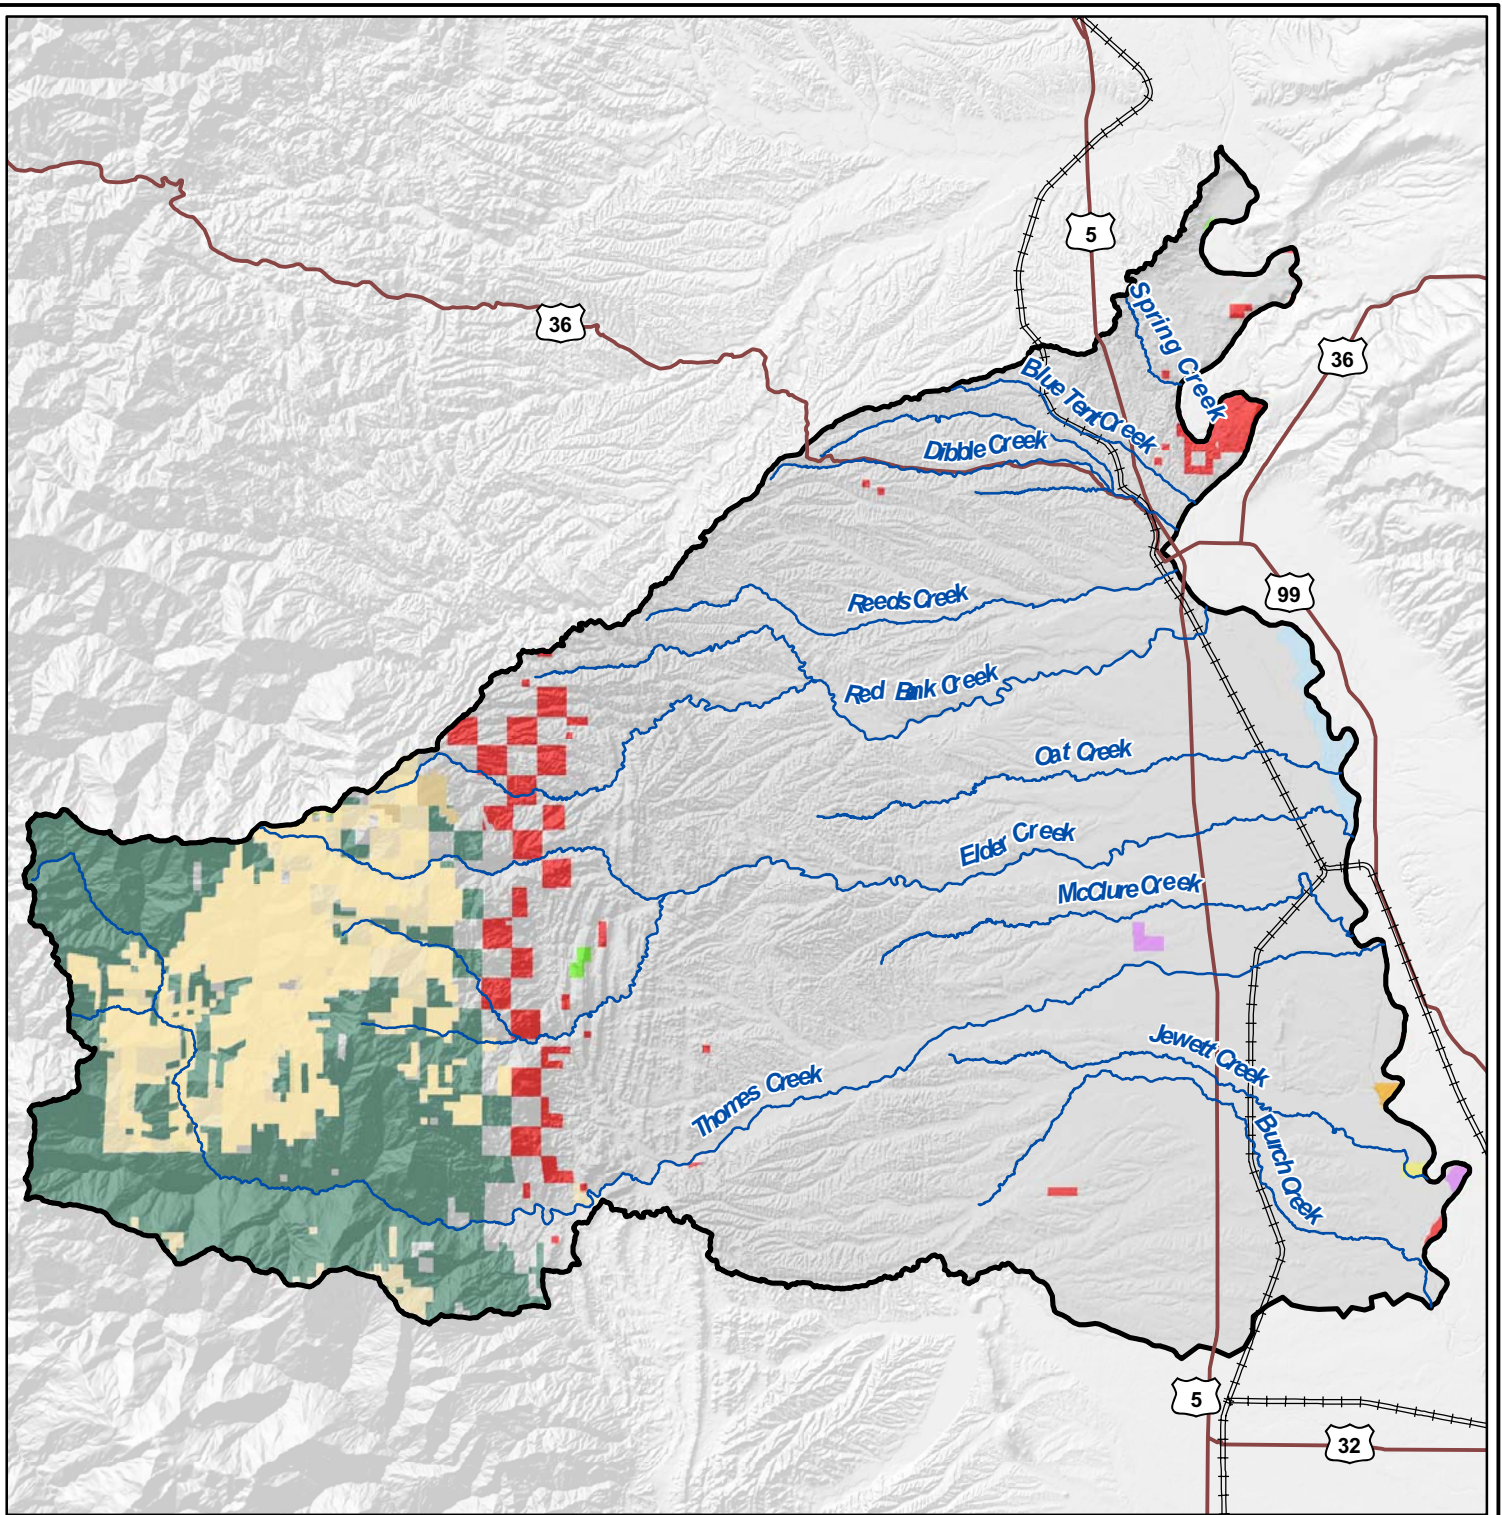 5
Spring Creek
36
36
Blue Tent Creek
Dibble Creek
99
Reeds Creek
Red Bank Creek
Oat Creek
Elder Creek
McClure Creek
Jewett Creek
Thomes Creek
Burch Creek
5
32